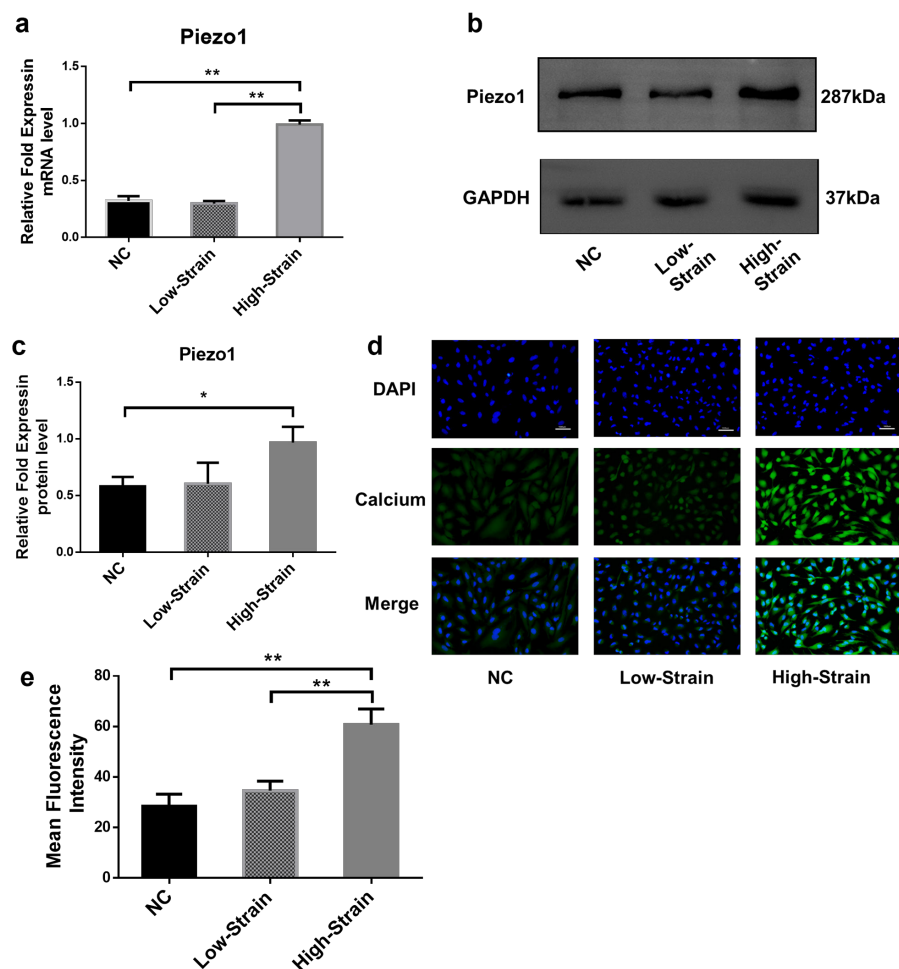 a
Piezo1
Relative Fold Expressin
mRNA level
1.5
1.0
0.5
0.0
**
**
NC
Low-Strain
High-Strain
b
Piezo1
287kDa
GAPDH
37kDa
NC
Low-
Strain
High-
Strain
c
Piezo1
Relative Fold Expressin
protein level
1.5
1.0
0.5
0.0
*
NC
Low-Strain
High-Strain
d
DAPI
Calcium
Merge
NC
Low-Strain
High-Strain
e
Mean Fluorescence
Intensity
80
60
40
20
0
**
**
NC
Low-Strain
High-Strain